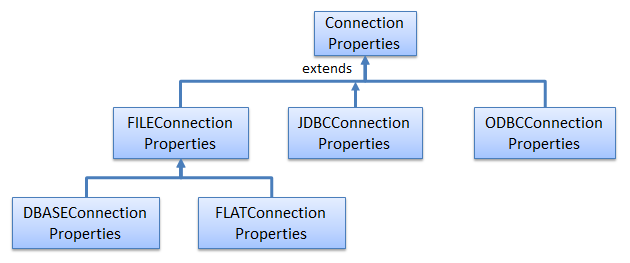 Connection
Properties
extends
FILEConnection
Properties
JDBCConnection
Properties
ODBCConnection
Properties
DBASEConnection
Properties
FLATConnection
Properties